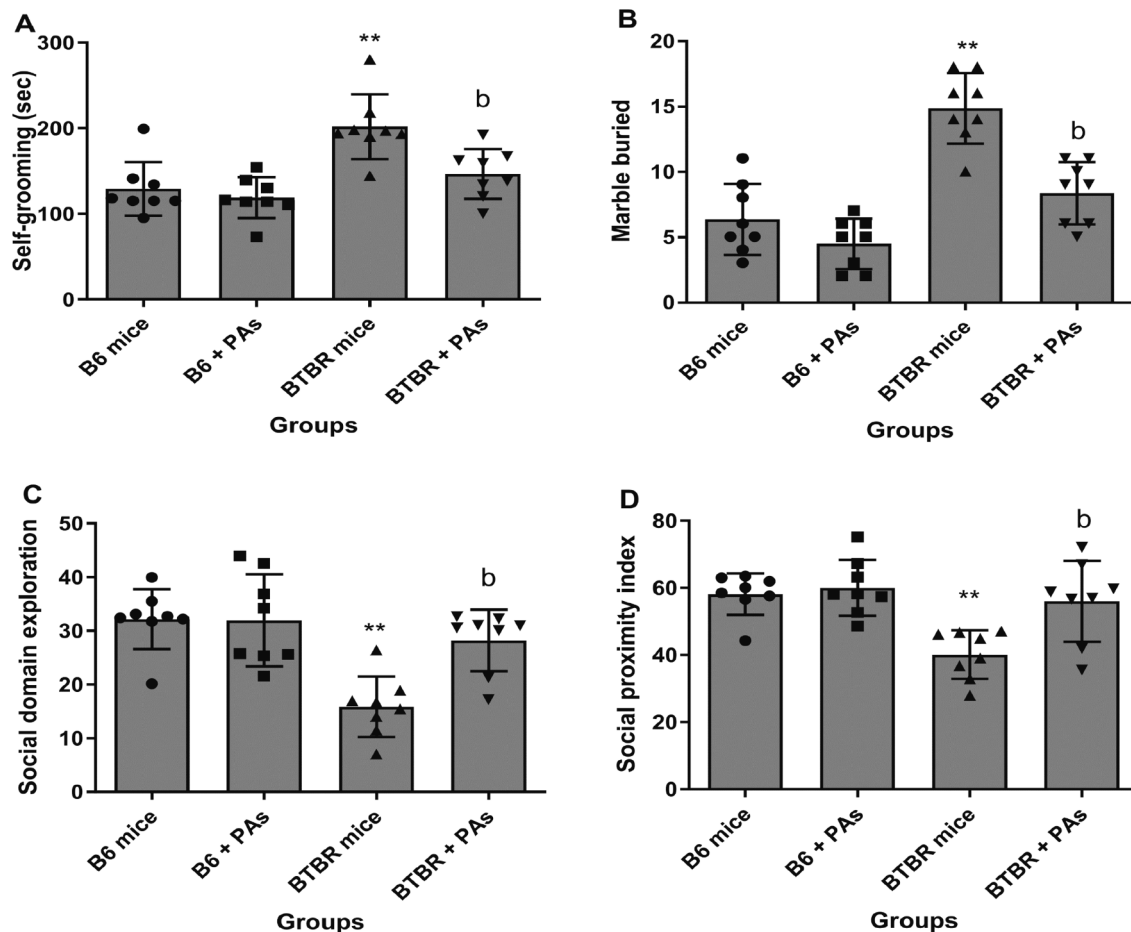 A
Self-grooming (sec)
300
200
100
0
**
b
B6 mice
B6 + PAs
BTBR mice
BTBR + PAs
Groups
B
Marble buried
20
15
10
5
0
**
b
B6 mice
B6 + PAs
BTBR mice
BTBR + PAs
Groups
C
Social domain exploration
50
40
30
20
10
0
**
b
B6 mice
B6 + PAs
BTBR mice
BTBR + PAs
Groups
D
Social proximity index
80
60
40
20
0
**
b
B6 mice
B6 + PAs
BTBR mice
BTBR + PAs
Groups